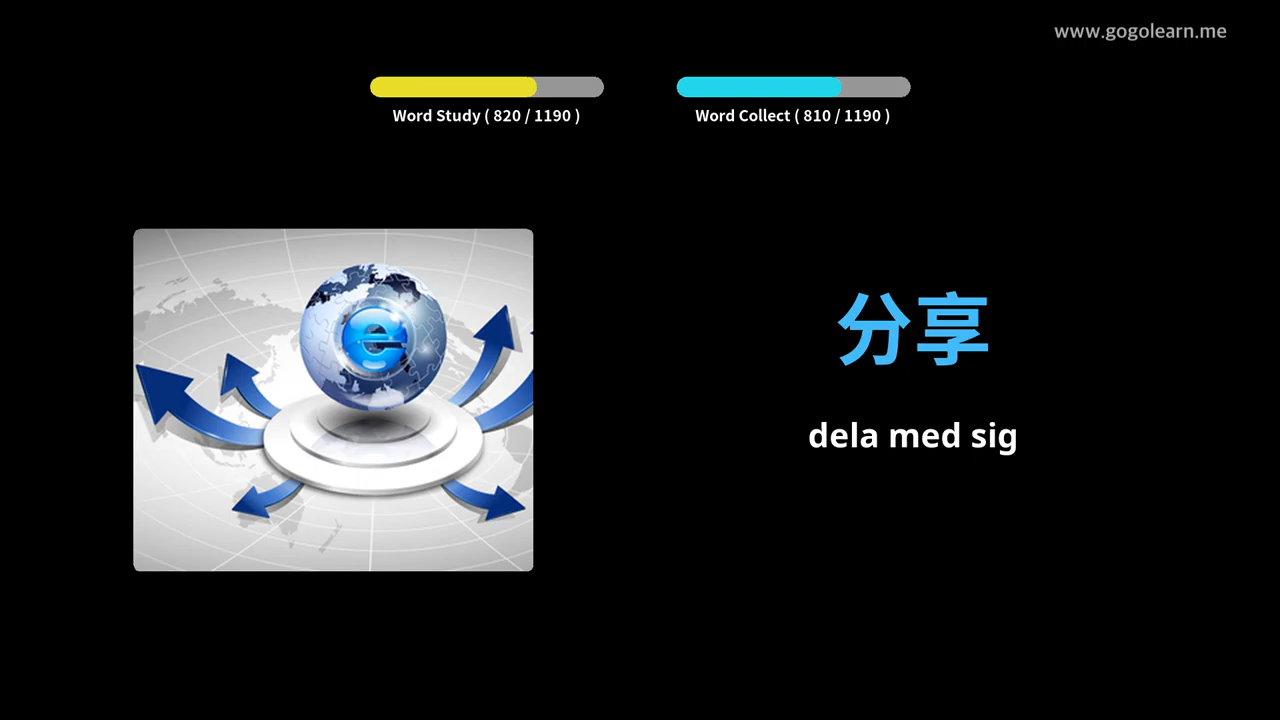 www.gogolearn.me
Word Study ( 820 / 1190 )
Word Collect ( 810 / 1190 )
e
分享
dela med sig